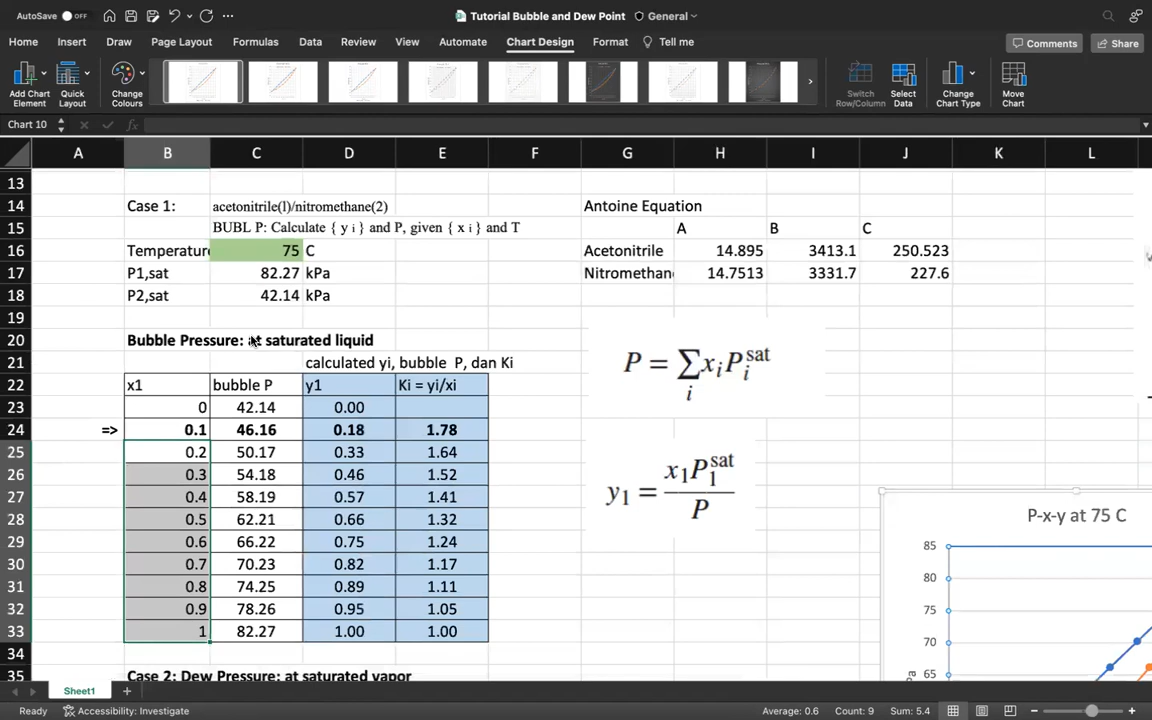 AutoSave OFF Tutorial Bubble and Dew Point General
Home Insert Draw Page Layout Formulas Data Review View Automate Chart Design Format Tell me Comments Share
Add Chart Element Quick Layout Change Colours Switch Row/Column Select Data Change Chart Type Move Chart
Chart 10 fx
A B C D E F G H I J K L
13
14 Case 1: acetonitrile(l)/nitromethane(2) Antoine Equation
15 BUBL P: Calculate { y i } and P, given { x i } and T A B C
16 Temperature 75 C Acetonitrile 14.895 3413.1 250.523
17 P1,sat 82.27 kPa Nitromethan 14.7513 3331.7 227.6
18 P2,sat 42.14 kPa
19
20 Bubble Pressure: at saturated liquid
21 calculated yi, bubble P, dan Ki
22 x1 bubble P y1 Ki = yi/xi
23 0 42.14 0.00
24 => 0.1 46.16 0.18 1.78
25 0.2 50.17 0.33 1.64
26 0.3 54.18 0.46 1.52
27 0.4 58.19 0.57 1.41
28 0.5 62.21 0.66 1.32
29 0.6 66.22 0.75 1.24
30 0.7 70.23 0.82 1.17
31 0.8 74.25 0.89 1.11
32 0.9 78.26 0.95 1.05
33 1 82.27 1.00 1.00
34
35 Case 2: Dew Pressure: at saturated vapor
P = ∑i xi Pi^sat
y1 = x1 P1^sat / P
P-x-y at 75 C
85
80
75
70
65
Sheet1
Ready Accessibility: Investigate Average: 0.6 Count: 9 Sum: 5.4